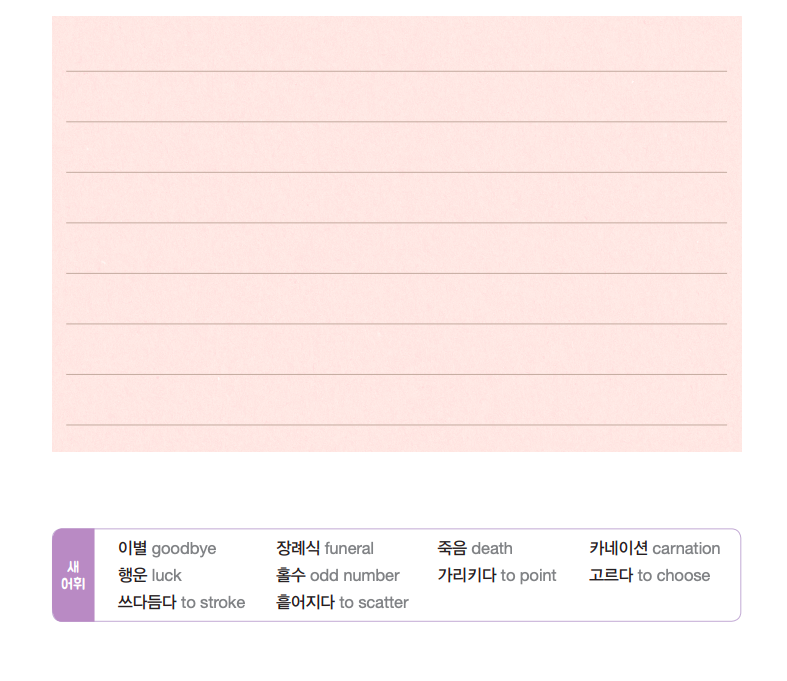 새
어휘
이별 goodbye 장례식 funeral 죽음 death 카네이션 carnation
행운 luck 홀수 odd number 가리키다 to point 고르다 to choose
쓰다듬다 to stroke 흩어지다 to scatter